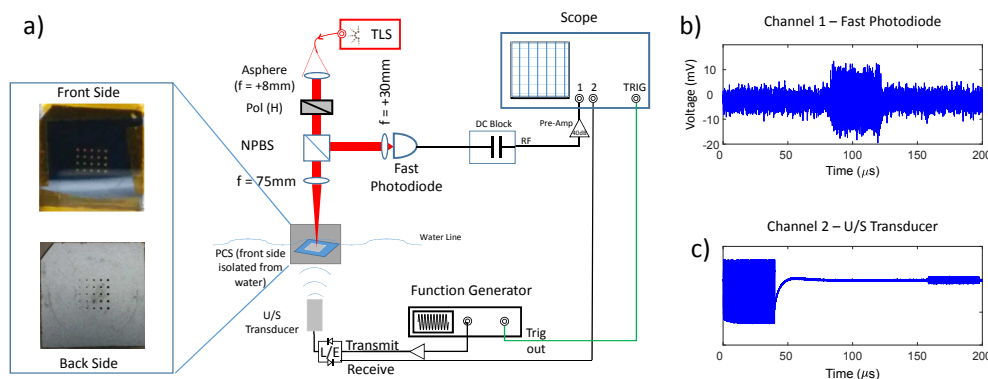 a)
Front Side
Back Side
TLS
Asphere
(f = +8mm)
Pol (H)
NPBS
f = 75mm
f = +30mm
Fast
Photodiode
DC Block
RF
Pre-Amp
40dB
Scope
1 2 TRIG
Water Line
PCS (front side
isolated from
water)
U/S
Transducer
L/E
Transmit
Receive
Function Generator
Trig
out
b)
Channel 1 – Fast Photodiode
Voltage (mV)
10
0
-10
-20
0 50 100 150 200
Time (μs)
c)
Channel 2 – U/S Transducer
0 50 100 150 200
Time (μs)